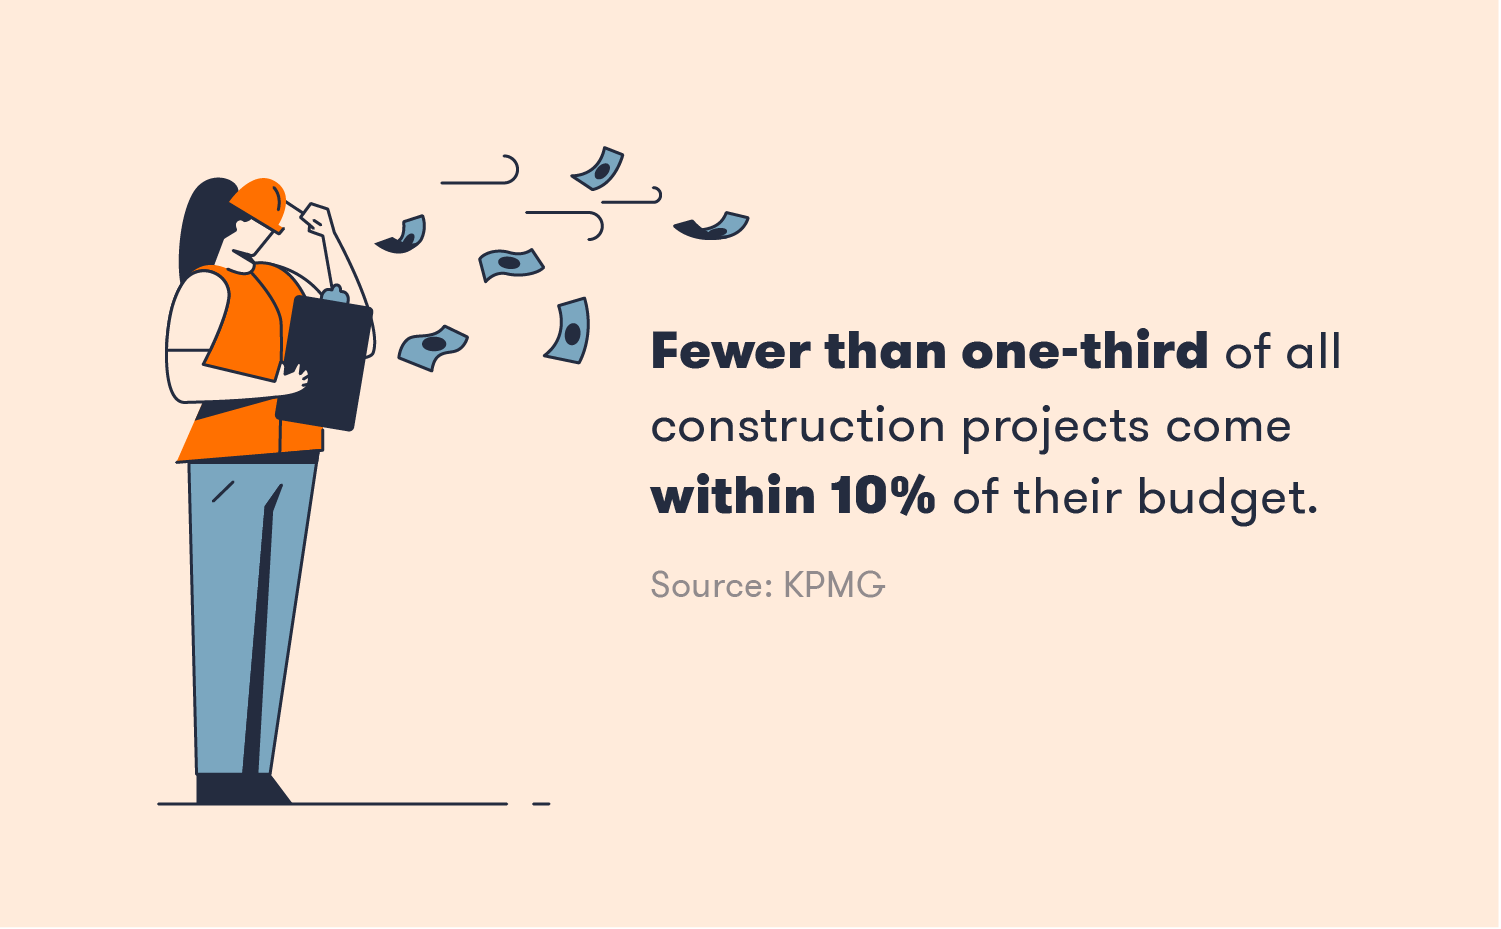 Fewer than one-third of all
construction projects come
within 10% of their budget.
Source: KPMG